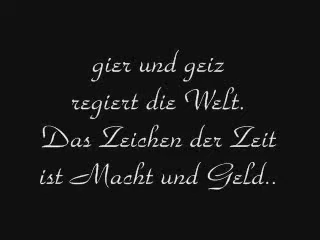 gier und geiz
regiert die Welt.
Das Zeichen der Zeit
ist Macht und Geld..